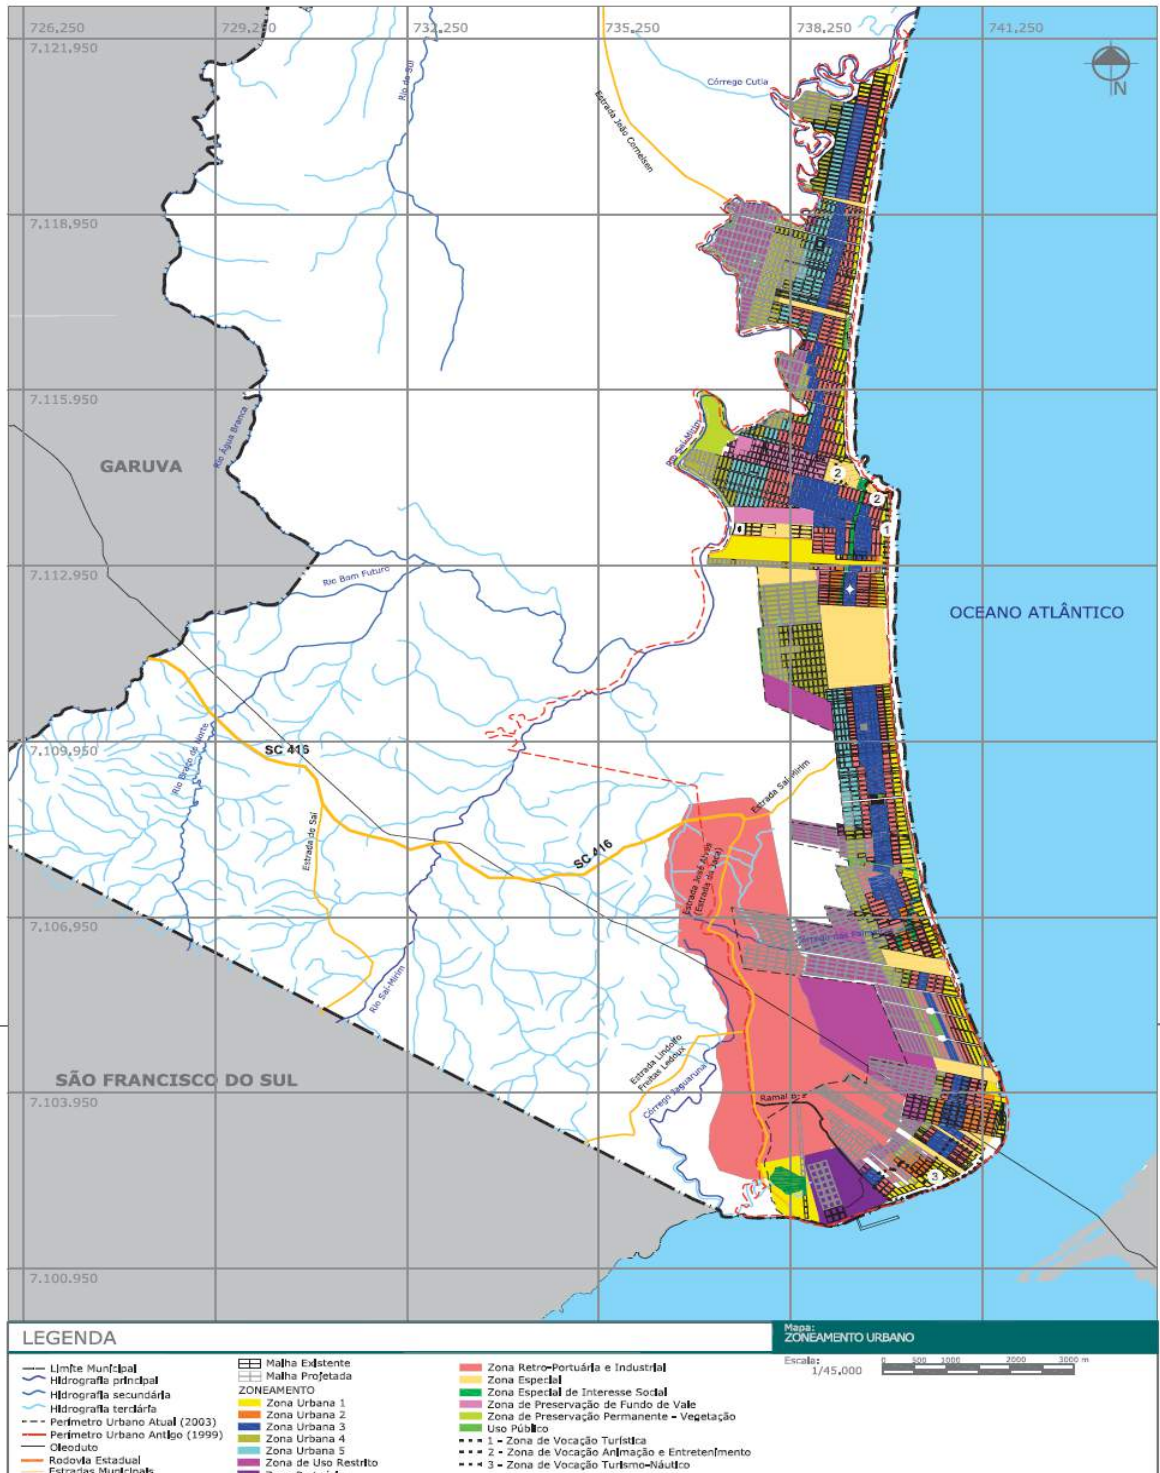 726,250 729,250 732,250 735,250 738,250 741,250
7.121.950
N
Córrego Cutia
Rio do Sul
Estrada João Cornelsen
7.118.950
7.115.950
Rio Água Branca
Rio Saí-Mirim
GARUVA
2
2
1
7.112.950
Rio Bom Futuro
OCEANO ATLÂNTICO
Rio Braço do Norte
7.109.950
SC 416
Estrada Saí-Mirim
Estrada do Saí
SC 416
Estrada José Alves
(Estrada do Jaca)
7.106.950
Rio Saí-Mirim
Estrada Lindolfo
Freitas Ledoux
SÃO FRANCISCO DO SUL
Córrego Jaguaruna
7.103.950
3
7.100.950
LEGENDA
Mapa:
ZONEAMENTO URBANO
Escala:
1/45.000
0 500 1000 2000 3000 m
Limite Municipal
Hidrografia principal
Hidrografia secundária
Hidrografia terciária
Perímetro Urbano Atual (2003)
Perímetro Urbano Antigo (1999)
Oleoduto
Rodovia Estadual
Estradas Municipais
Malha Existente
Malha Projetada
ZONEAMENTO
Zona Urbana 1
Zona Urbana 2
Zona Urbana 3
Zona Urbana 4
Zona Urbana 5
Zona de Uso Restrito
Zona Retro-Portuária e Industrial
Zona Especial
Zona Especial de Interesse Social
Zona de Preservação de Fundo de Vale
Zona de Preservação Permanente - Vegetação
Uso Público
1 - Zona de Vocação Turística
2 - Zona de Vocação Animação e Entretenimento
3 - Zona de Vocação Turismo-Náutico